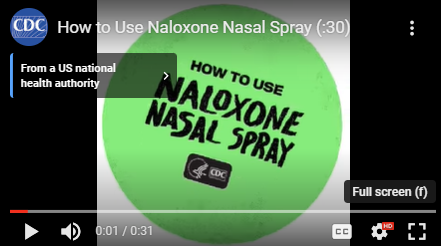 CDC
How to Use Naloxone Nasal Spray (:30)
From a US national
health authority
HOW TO USE
NALOXONE
NASAL SPRAY
CDC
Full screen (f)
0:01 / 0:31
CC
HD